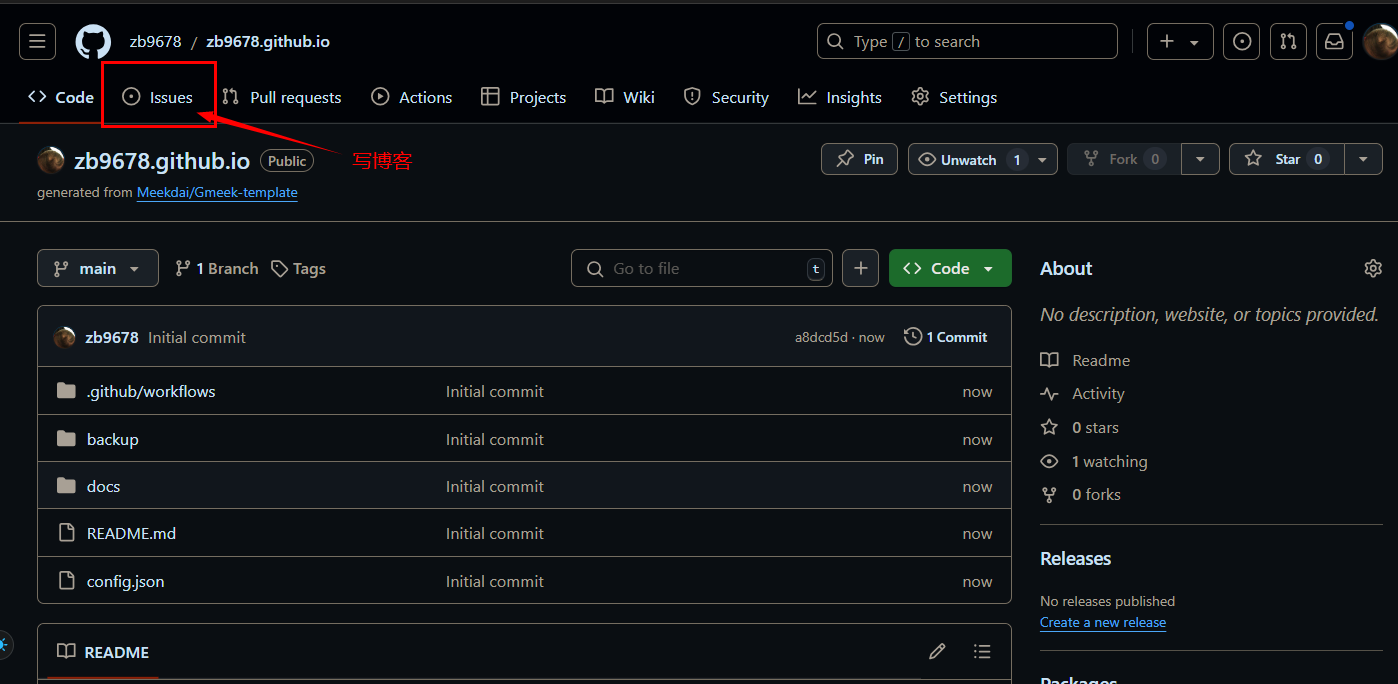 zb9678 / zb9678.github.io
Type / to search
Code Issues Pull requests Actions Projects Wiki Security Insights Settings
写博客
zb9678.github.io Public
Pin Unwatch 1 Fork 0 Star 0
generated from Meekdai/Gmeek-template
main 1 Branch Tags
Go to file t
Code
About
No description, website, or topics provided.
zb9678 Initial commit a8dcd5d · now 1 Commit
.github/workflows Initial commit now
backup Initial commit now
docs Initial commit now
README.md Initial commit now
config.json Initial commit now
README
Readme
Activity
0 stars
1 watching
0 forks
Releases
No releases published
Create a new release
Packages